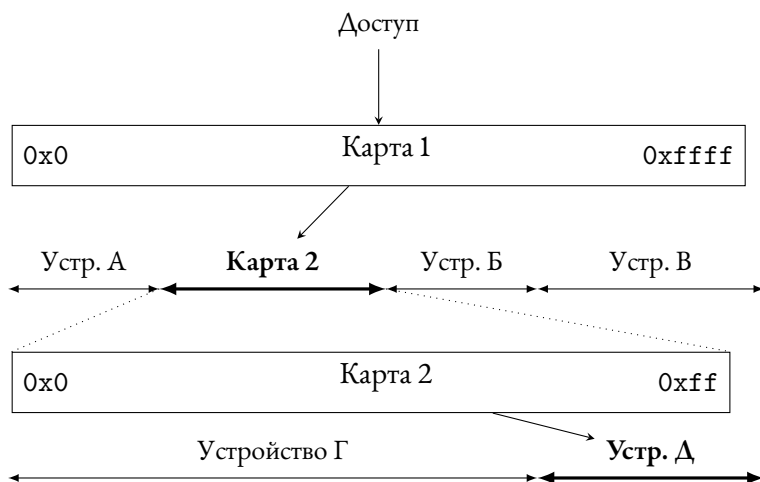 Доступ
0x0 Карта 1 0xffff
Устр. А Карта 2 Устр. Б Устр. В
0x0 Карта 2 0xff
Устройство Г Устр. Д